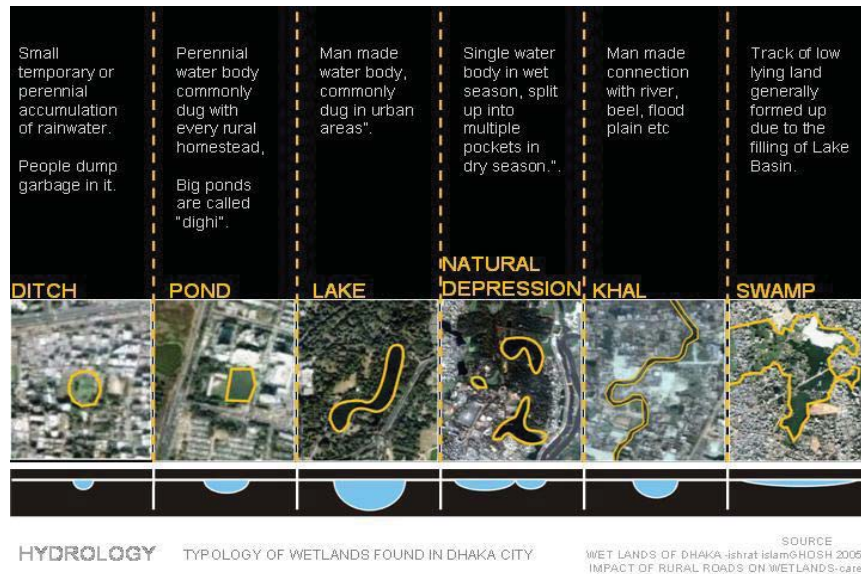 Small
temporary or
perennial
accumulation
of rainwater.
People dump
garbage in it.
Perennial
water body
commonly
dug with
every rural
homestead,
Big ponds
are called
"dighi".
Man made
water body,
commonly
dug in urban
areas".
Single water
body in wet
season, split
up into
multiple
pockets in
dry season.".
Man made
connection
with river,
beel, flood
plain etc
Track of low
lying land
generally
formed up
due to the
filling of Lake
Basin.
DITCH
POND
LAKE
NATURAL
DEPRESSION
KHAL
SWAMP
HYDROLOGY
TYPOLOGY OF WETLANDS FOUND IN DHAKA CITY
SOURCE
WET LANDS OF DHAKA -ishrat islamGHOSH 2005
IMPACT OF RURAL ROADS ON WETLANDS-care